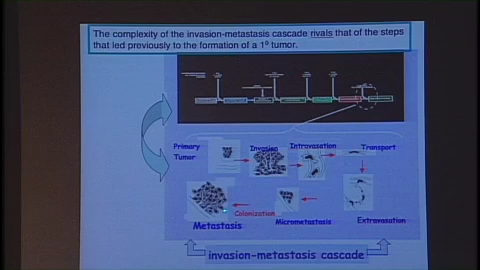 The complexity of the invasion-metastasis cascade rivals that of the steps
that led previously to the formation of a 1º tumor.
Primary
Tumor
Invasion
Intravasation
Transport
Colonization
Metastasis
Micrometastasis
Extravasation
invasion-metastasis cascade